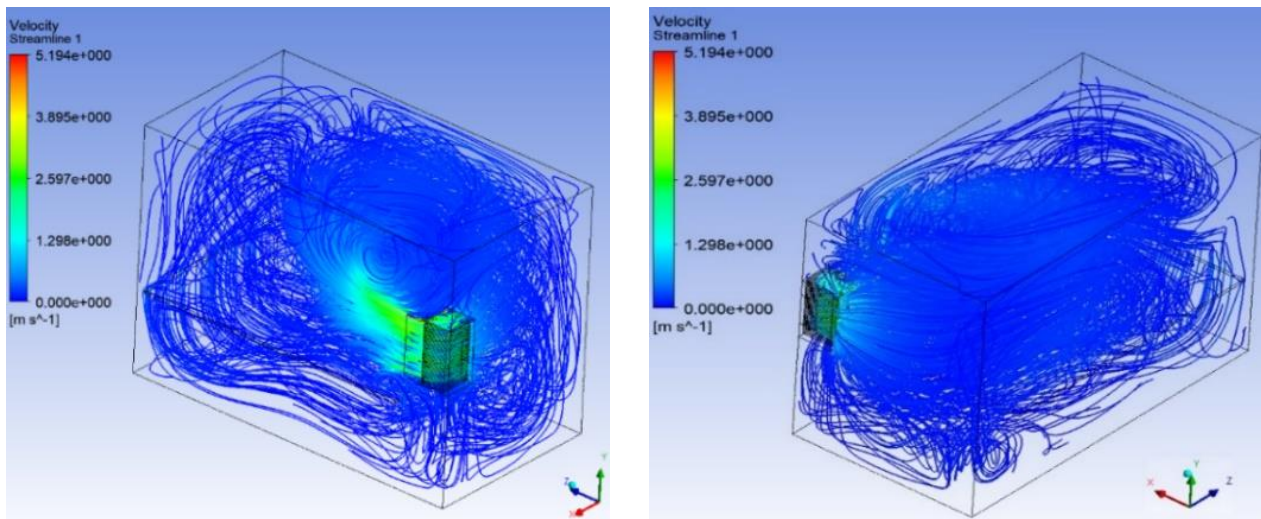 Velocity
Streamline 1
5.194e+000
3.895e+000
2.597e+000
1.298e+000
0.000e+000
[m s^-1]
Y
Z
X
Velocity
Streamline 1
5.194e+000
3.895e+000
2.597e+000
1.298e+000
0.000e+000
[m s^-1]
Y
X
Z